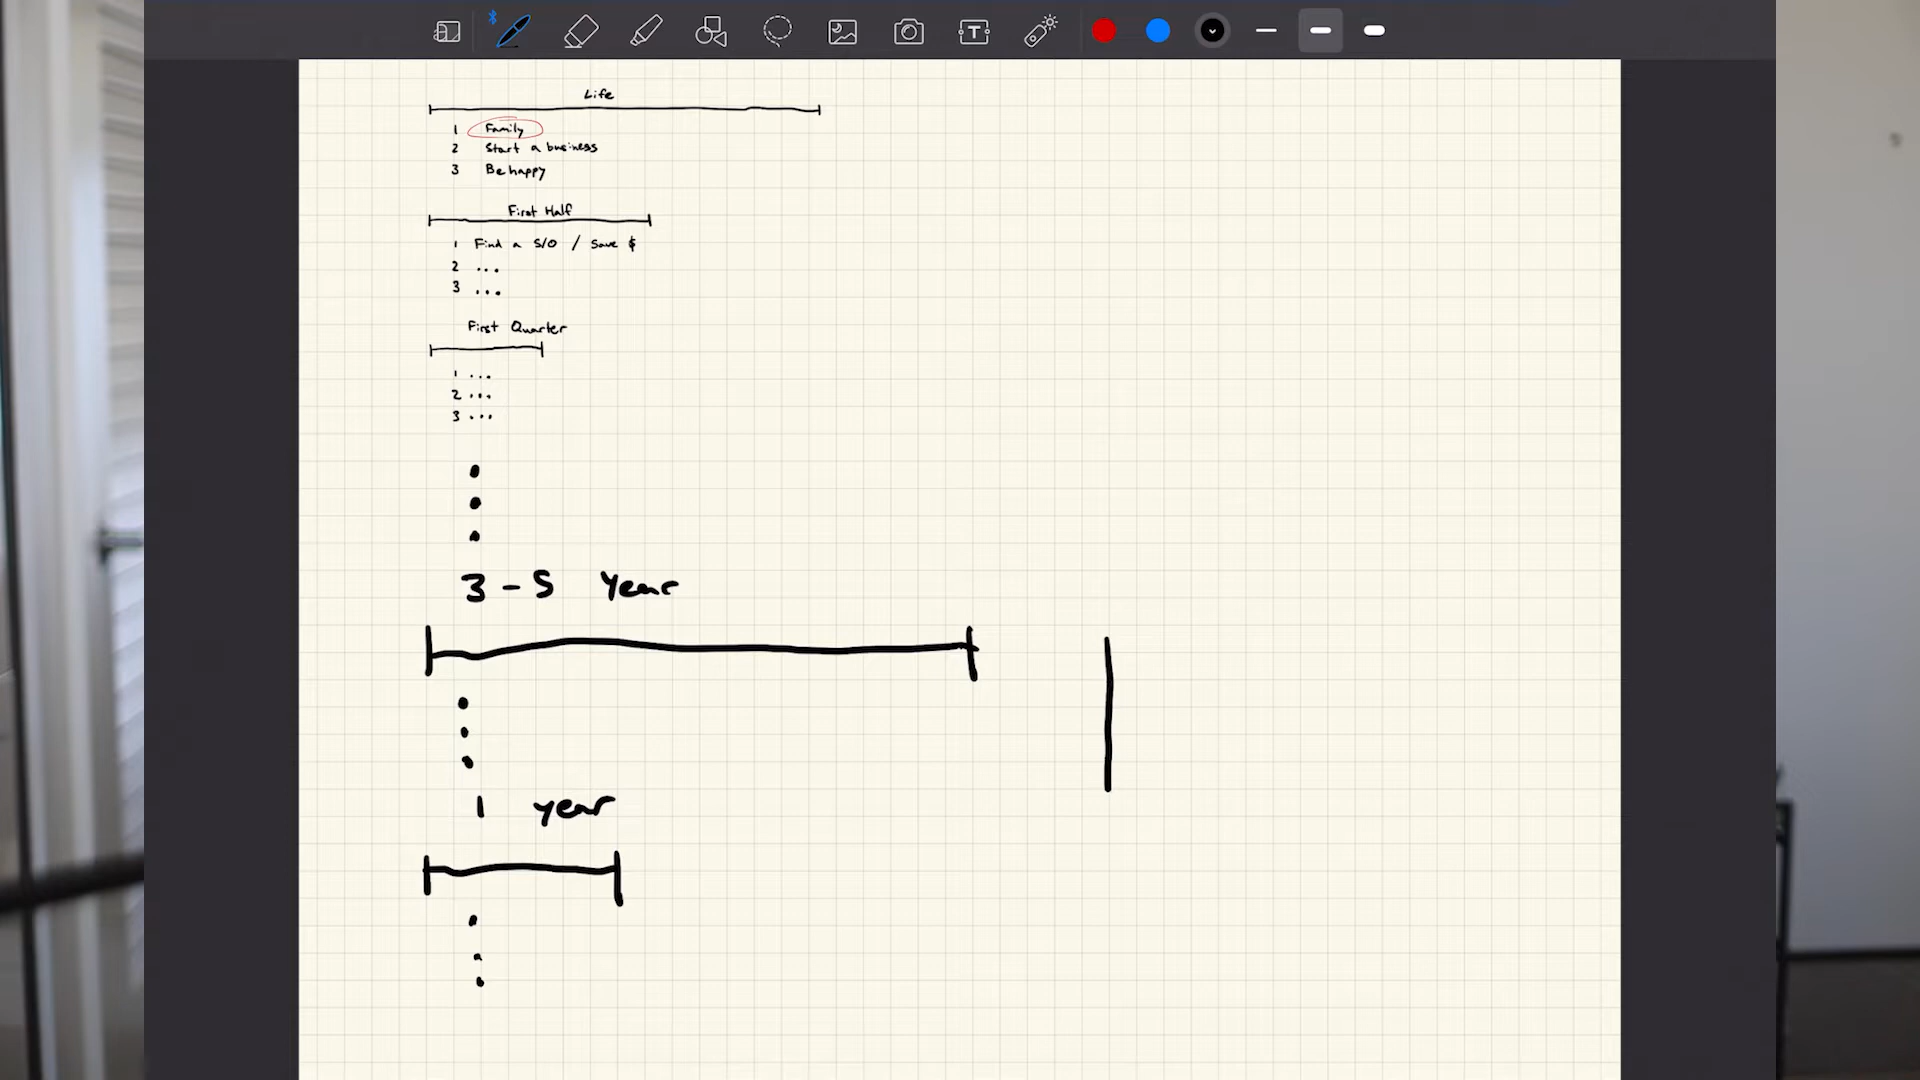 Life
1 Family
2 Start a business
3 Be happy
First Half
1 Find a S/O / Save $
2 ...
3 ...
First Quarter
1 ...
2 ...
3 ...
3 - 5 Year
1 year